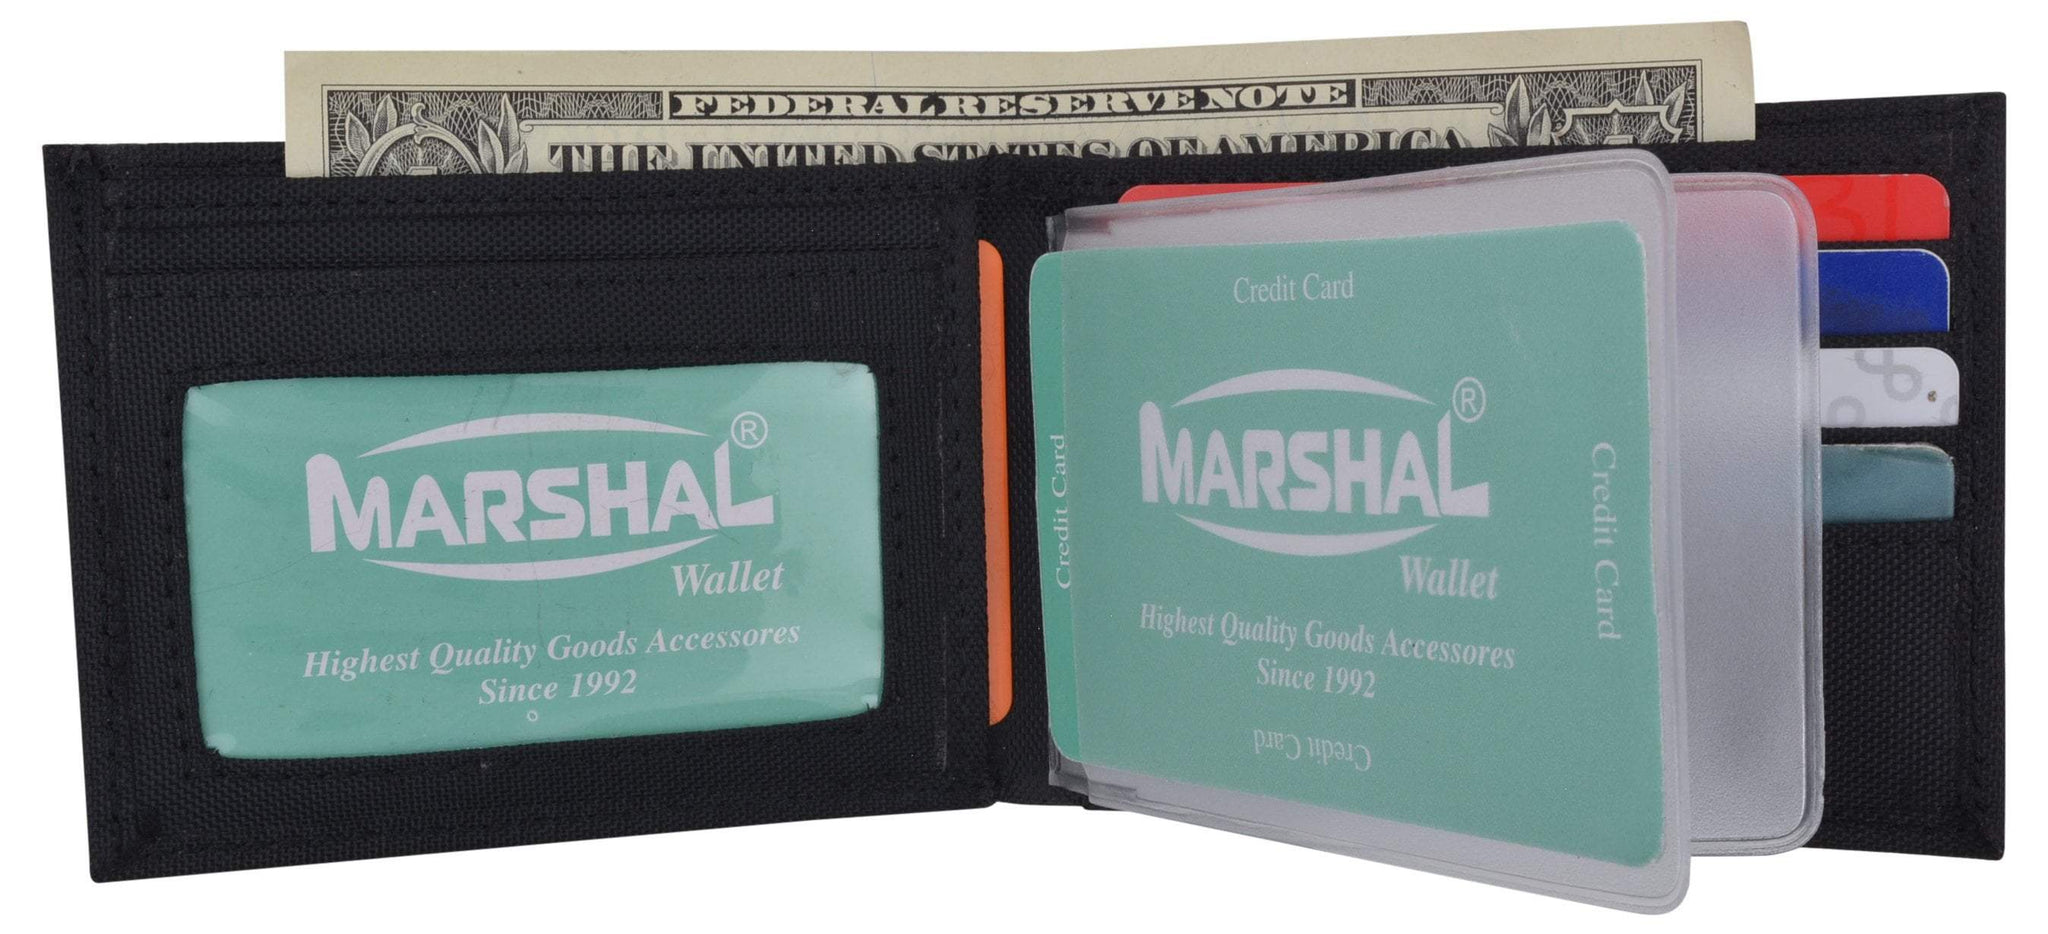 FEDERAL RESERVE NOTE
THE UNITED STATES OF AMERICA
MARSHAL®
Wallet
Highest Quality Goods Accessores
Since 1992
Credit Card
Credit Card
MARSHAL®
Wallet
Highest Quality Goods Accessores
Since 1992
Credit Card
Credit Card